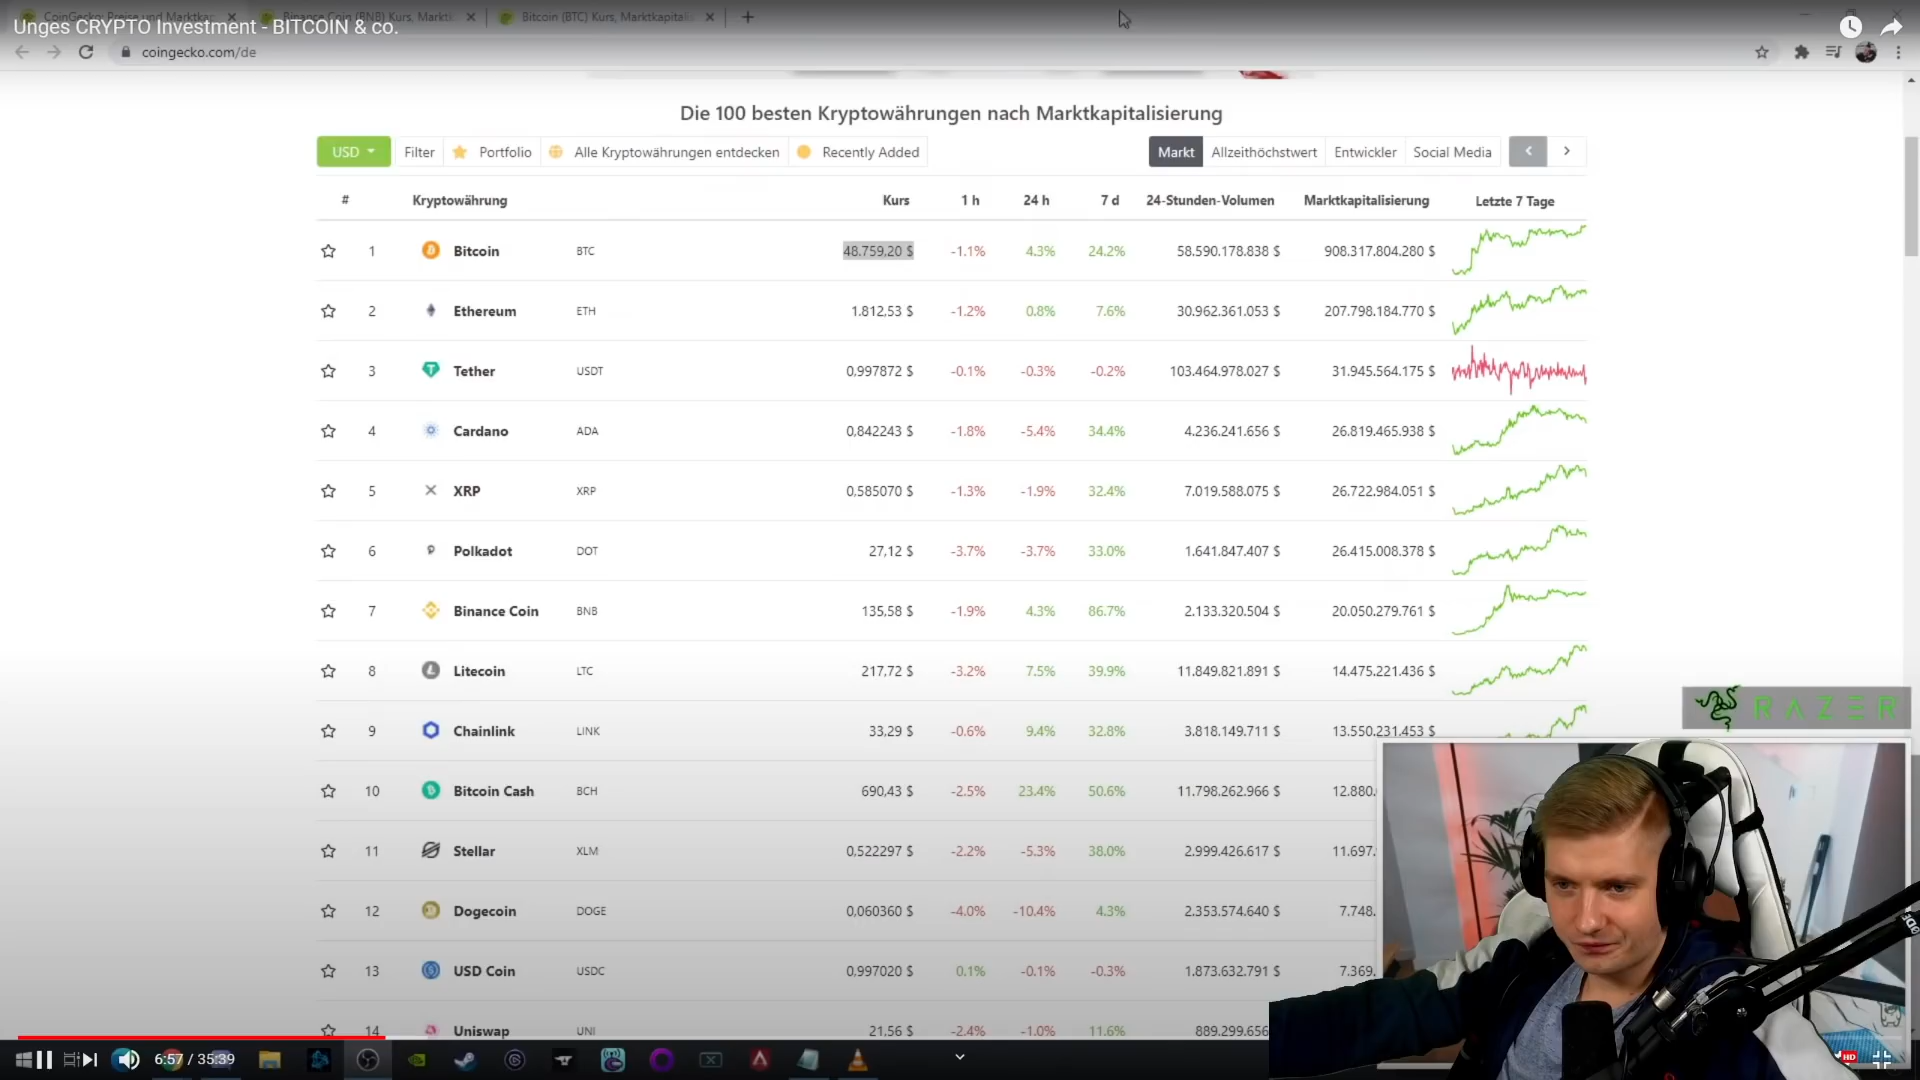 Unges CRYPTO Investment - BITCOIN & co.
coingecko.com/de
Die 100 besten Kryptowährungen nach Marktkapitalisierung
USD Filter Portfolio Alle Kryptowährungen entdecken Recently Added Markt Allzeithöchstwert Entwickler Social Media
# Kryptowährung Kurs 1 h 24 h 7 d 24-Stunden-Volumen Marktkapitalisierung Letzte 7 Tage
1 Bitcoin BTC 48.759,20 $ -1.1% 4.3% 24.2% 58.590.178.838 $ 908.317.804.280 $
2 Ethereum ETH 1.812,53 $ -1.2% 0.8% 7.6% 30.962.361.053 $ 207.798.184.770 $
3 Tether USDT 0,997872 $ -0.1% -0.3% -0.2% 103.464.978.027 $ 31.945.564.175 $
4 Cardano ADA 0,842243 $ -1.8% -5.4% 34.4% 4.236.241.656 $ 26.819.465.938 $
5 XRP XRP 0,585070 $ -1.3% -1.9% 32.4% 7.019.588.075 $ 26.722.984.051 $
6 Polkadot DOT 27,12 $ -3.7% -3.7% 33.0% 1.641.847.407 $ 26.415.008.378 $
7 Binance Coin BNB 135,58 $ -1.9% 4.3% 86.7% 2.133.320.504 $ 20.050.279.761 $
8 Litecoin LTC 217,72 $ -3.2% 7.5% 39.9% 11.849.821.891 $ 14.475.221.436 $
RAZER
9 Chainlink LINK 33,29 $ -0.6% 9.4% 32.8% 3.818.149.711 $ 13.550.231.453 $
10 Bitcoin Cash BCH 690,43 $ -2.5% 23.4% 50.6% 11.798.262.966 $ 12.880.
11 Stellar XLM 0,522297 $ -2.2% -5.3% 38.0% 2.999.426.617 $ 11.697.
12 Dogecoin DOGE 0,060360 $ -4.0% -10.4% 4.3% 2.353.574.640 $ 7.748.
13 USD Coin USDC 0,997020 $ 0.1% -0.1% -0.3% 1.873.632.791 $ 7.369.
14 Uniswap UNI 21,56 $ -2.4% -1.0% 11.6% 889.299.656
6:57 / 35:39
HD